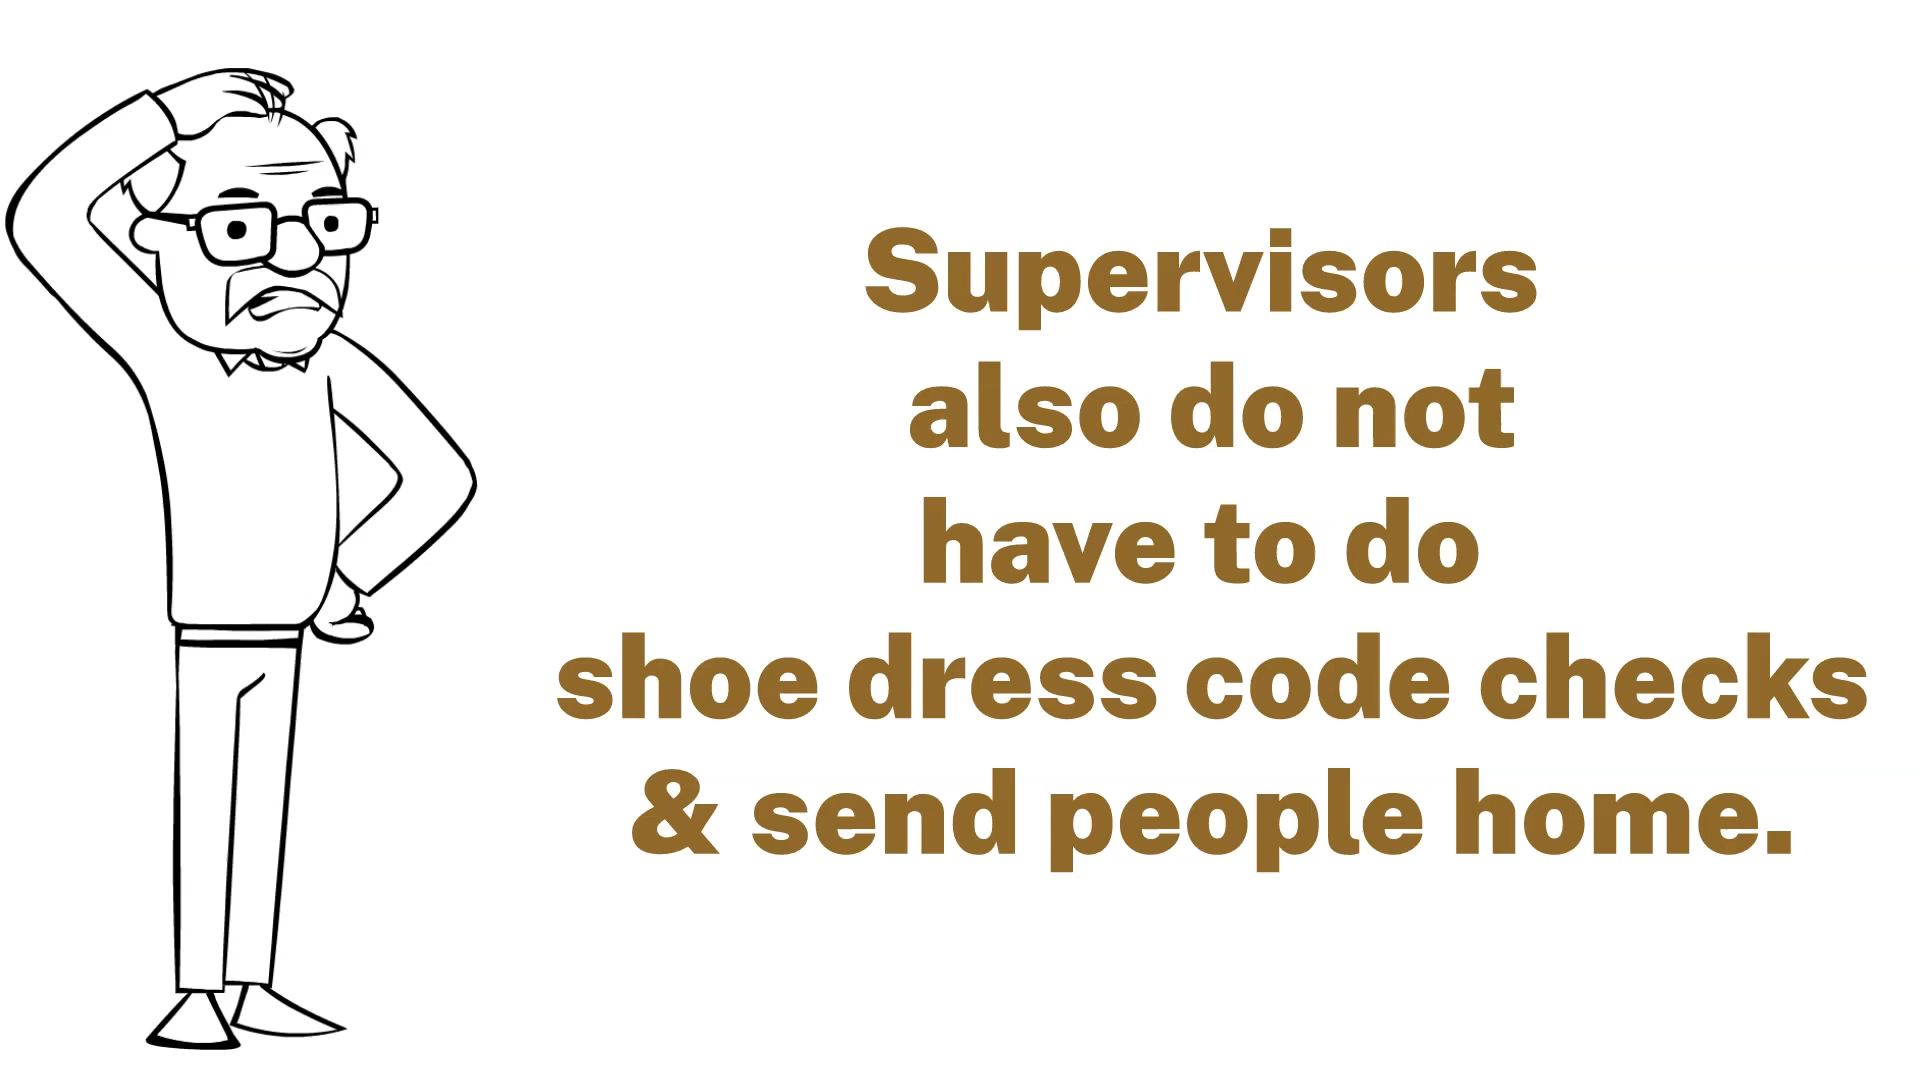 Supervisors
also do not
have to do
shoe dress code checks
& send people home.